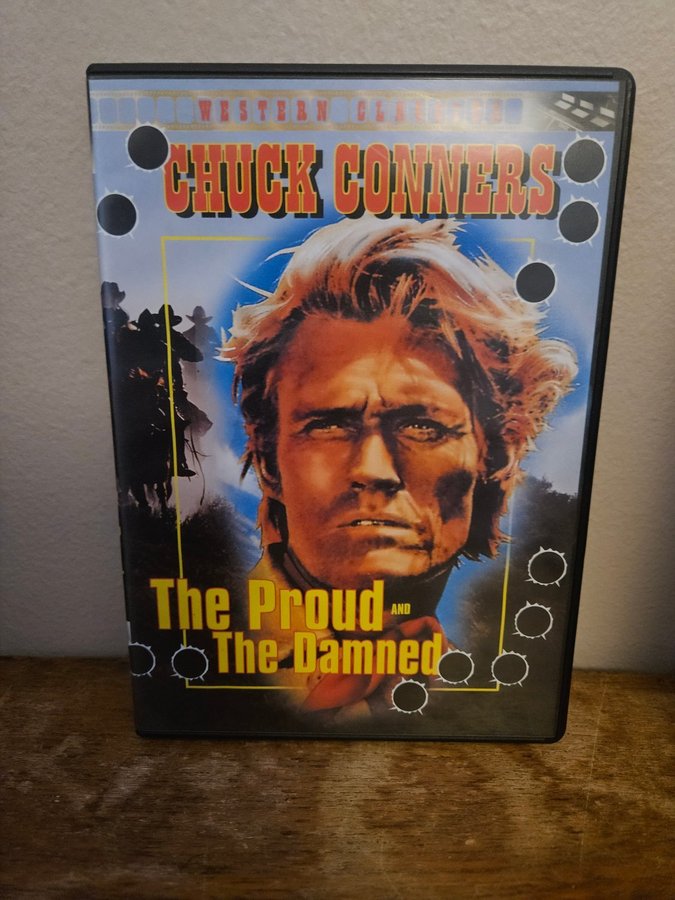 WESTERN CLASSICS
CHUCK CONNERS
The Proud AND
The Damned